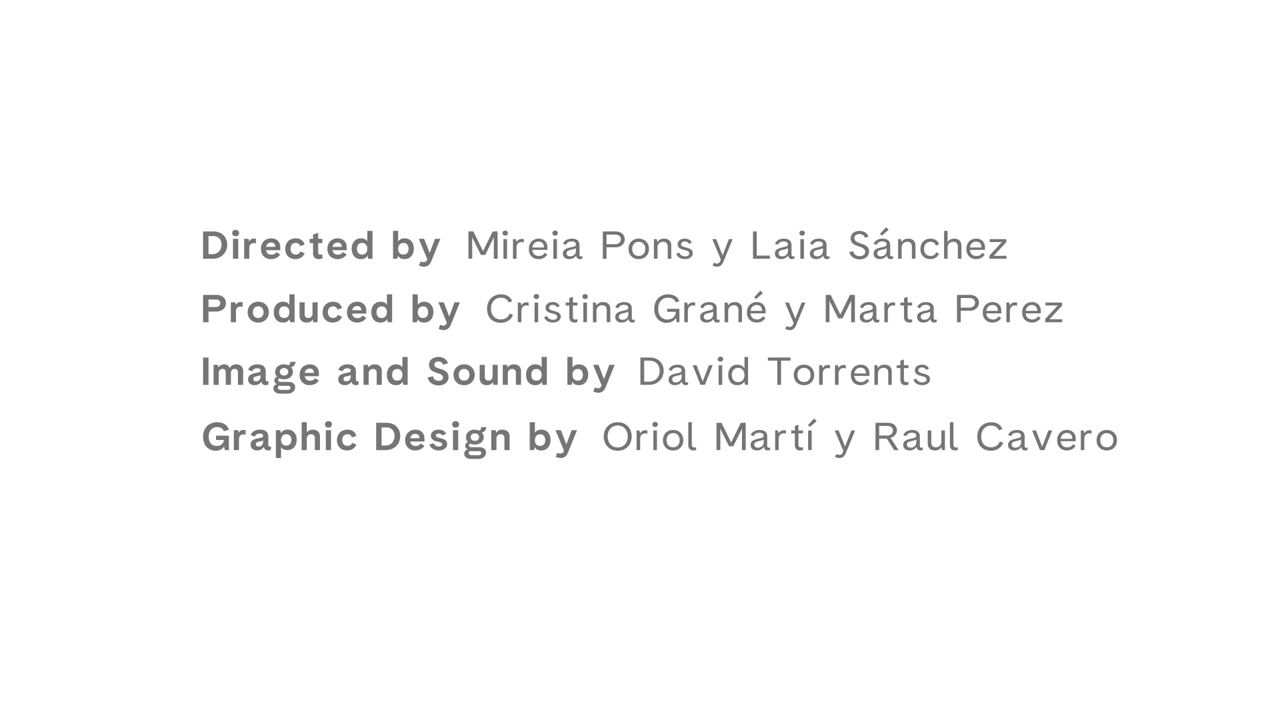 Directed by Mireia Pons y Laia Sánchez
Produced by Cristina Grané y Marta Perez
Image and Sound by David Torrents
Graphic Design by Oriol Martí y Raul Cavero